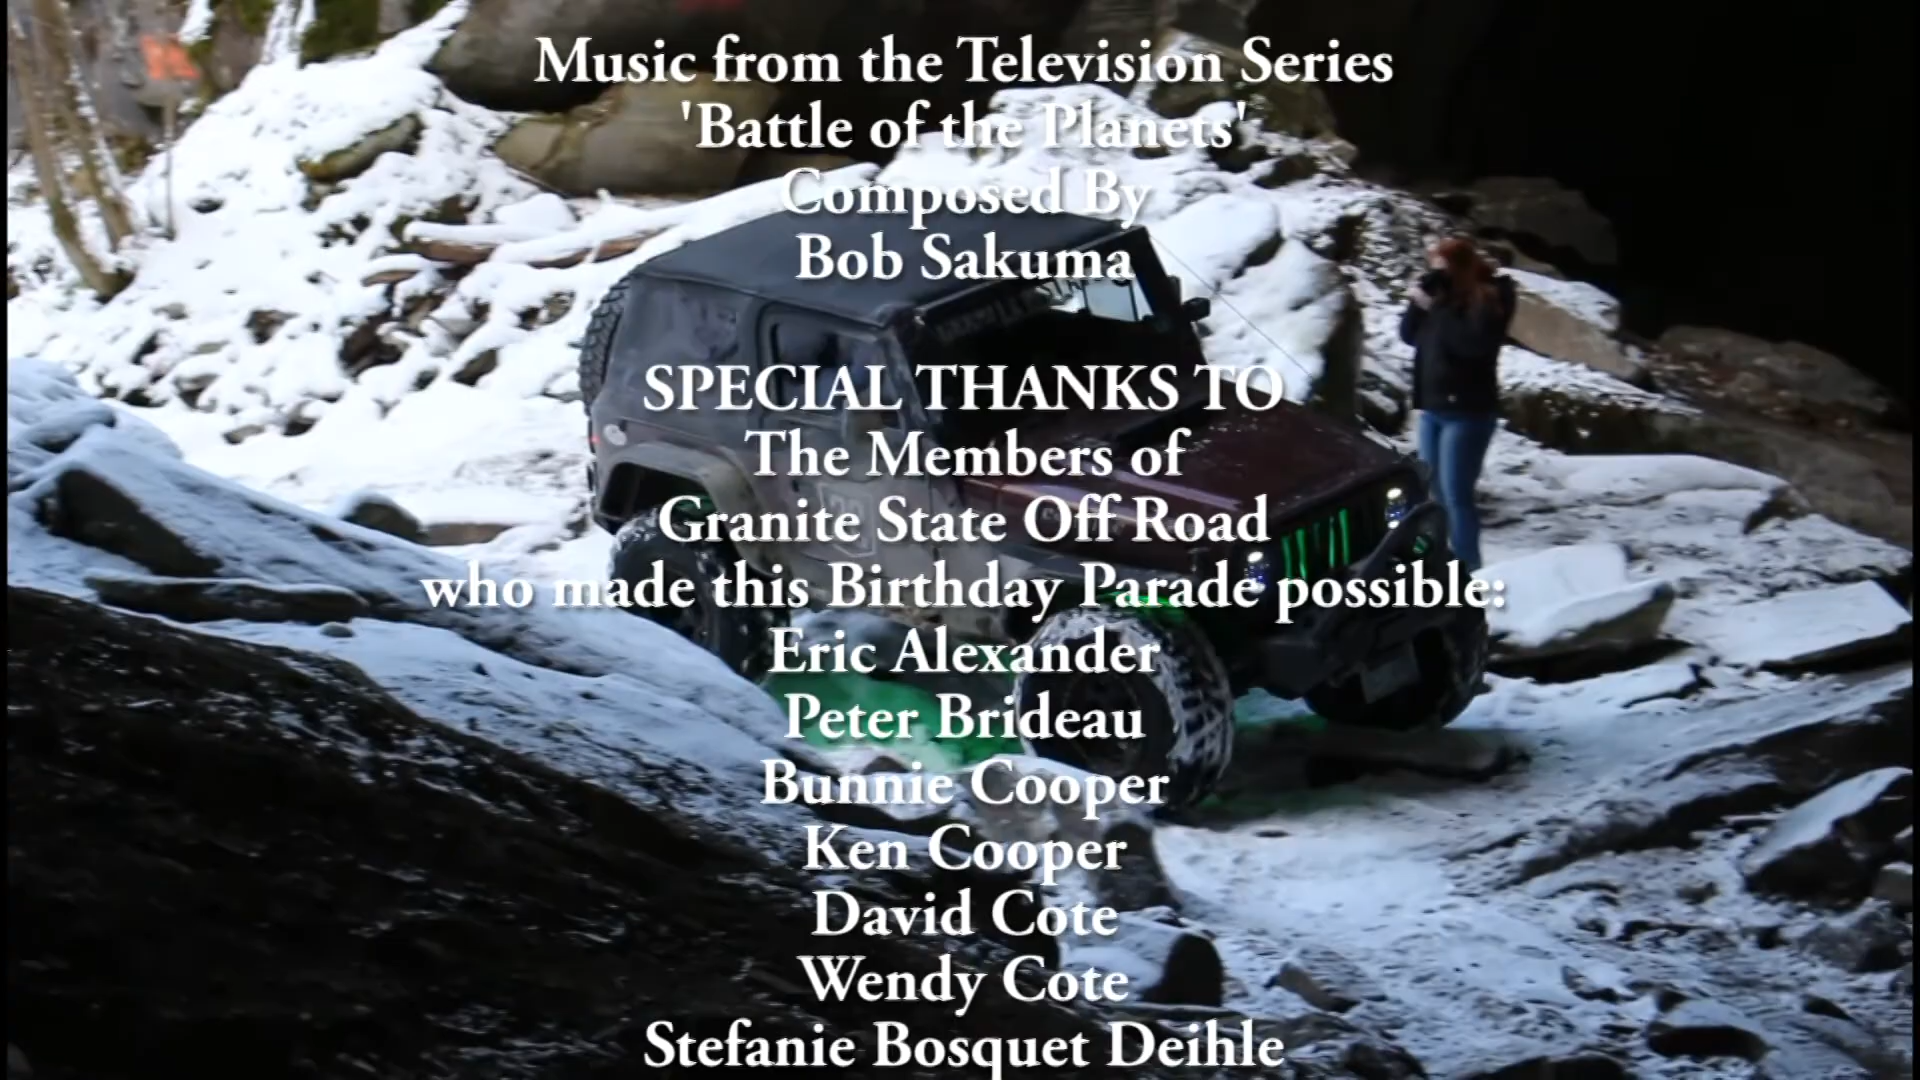 Music from the Television Series
'Battle of the Planets'
Composed By
Bob Sakuma
SPECIAL THANKS TO
The Members of
Granite State Off Road
who made this Birthday Parade possible:
Eric Alexander
Peter Brideau
Bunnie Cooper
Ken Cooper
David Cote
Wendy Cote
Stefanie Bosquet Deihle